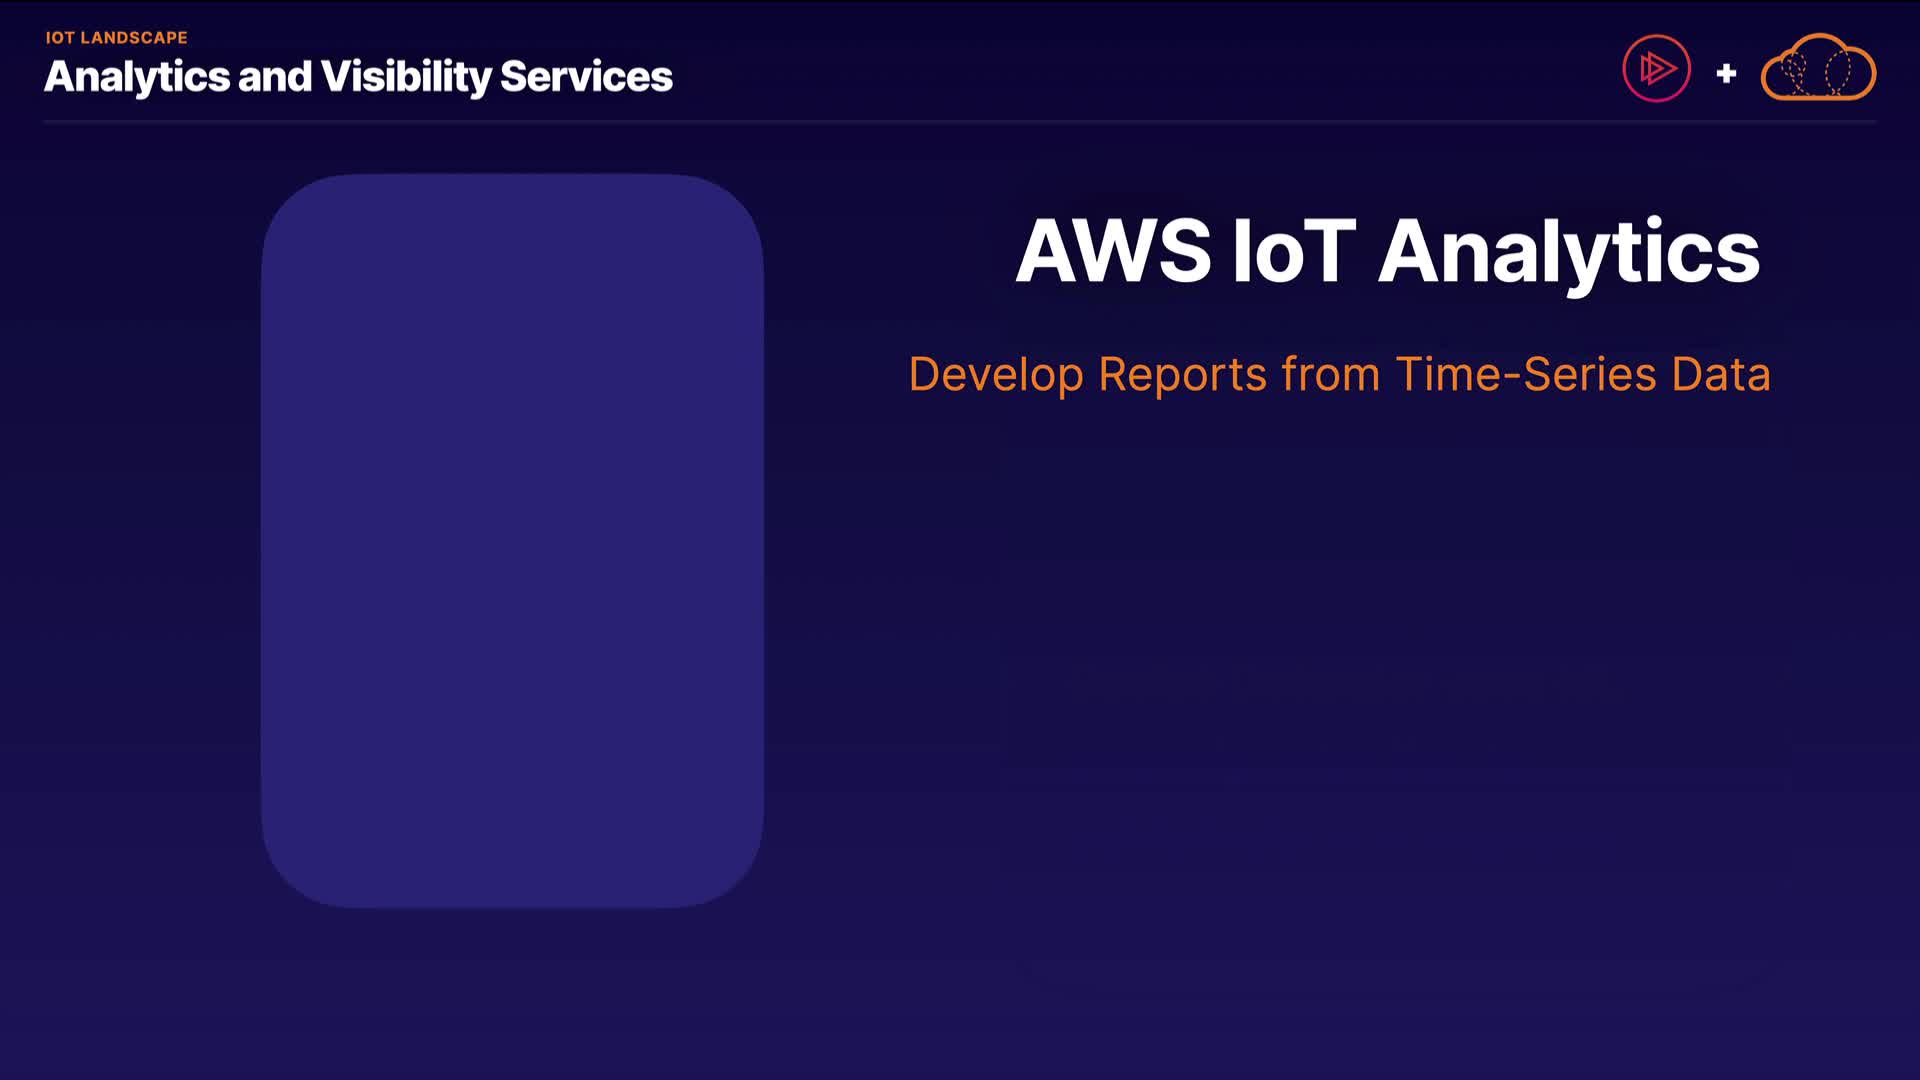 IOT LANDSCAPE
Analytics and Visibility Services
+
AWS IoT Analytics
Develop Reports from Time-Series Data